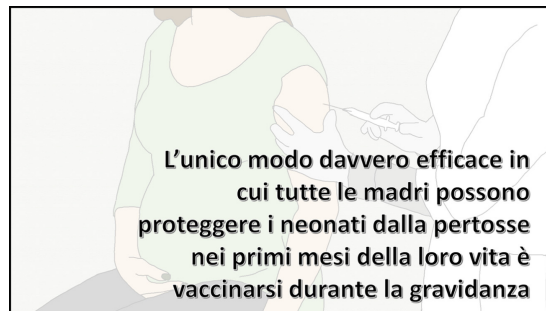 L'unico modo davvero efficace in
cui tutte le madri possono
proteggere i neonati dalla pertosse
nei primi mesi della loro vita è
vaccinarsi durante la gravidanza